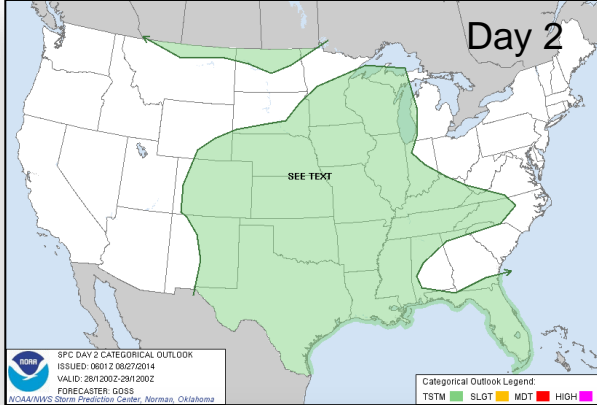 Day 2
SEE TEXT
NOAA
SPC DAY 2 CATEGORICAL OUTLOOK
ISSUED: 0601Z 08/27/2014
VALID: 28/1200Z-29/1200Z
FORECASTER: GOSS
NOAA/NWS Storm Prediction Center, Norman, Oklahoma
Categorical Outlook Legend:
TSTM SLGT MDT HIGH